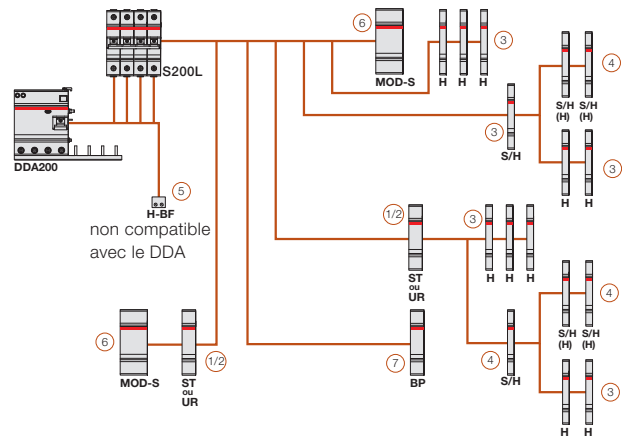 6
MOD-S
3
H H H
S200L
4
S/H S/H
(H) (H)
3
S/H
3
H H
DDA200
5
H-BF
non compatible
avec le DDA
1/2
ST
ou
UR
3
H H H
4
S/H S/H
(H) (H)
6
MOD-S
1/2
ST
ou
UR
7
BP
4
S/H
3
H H